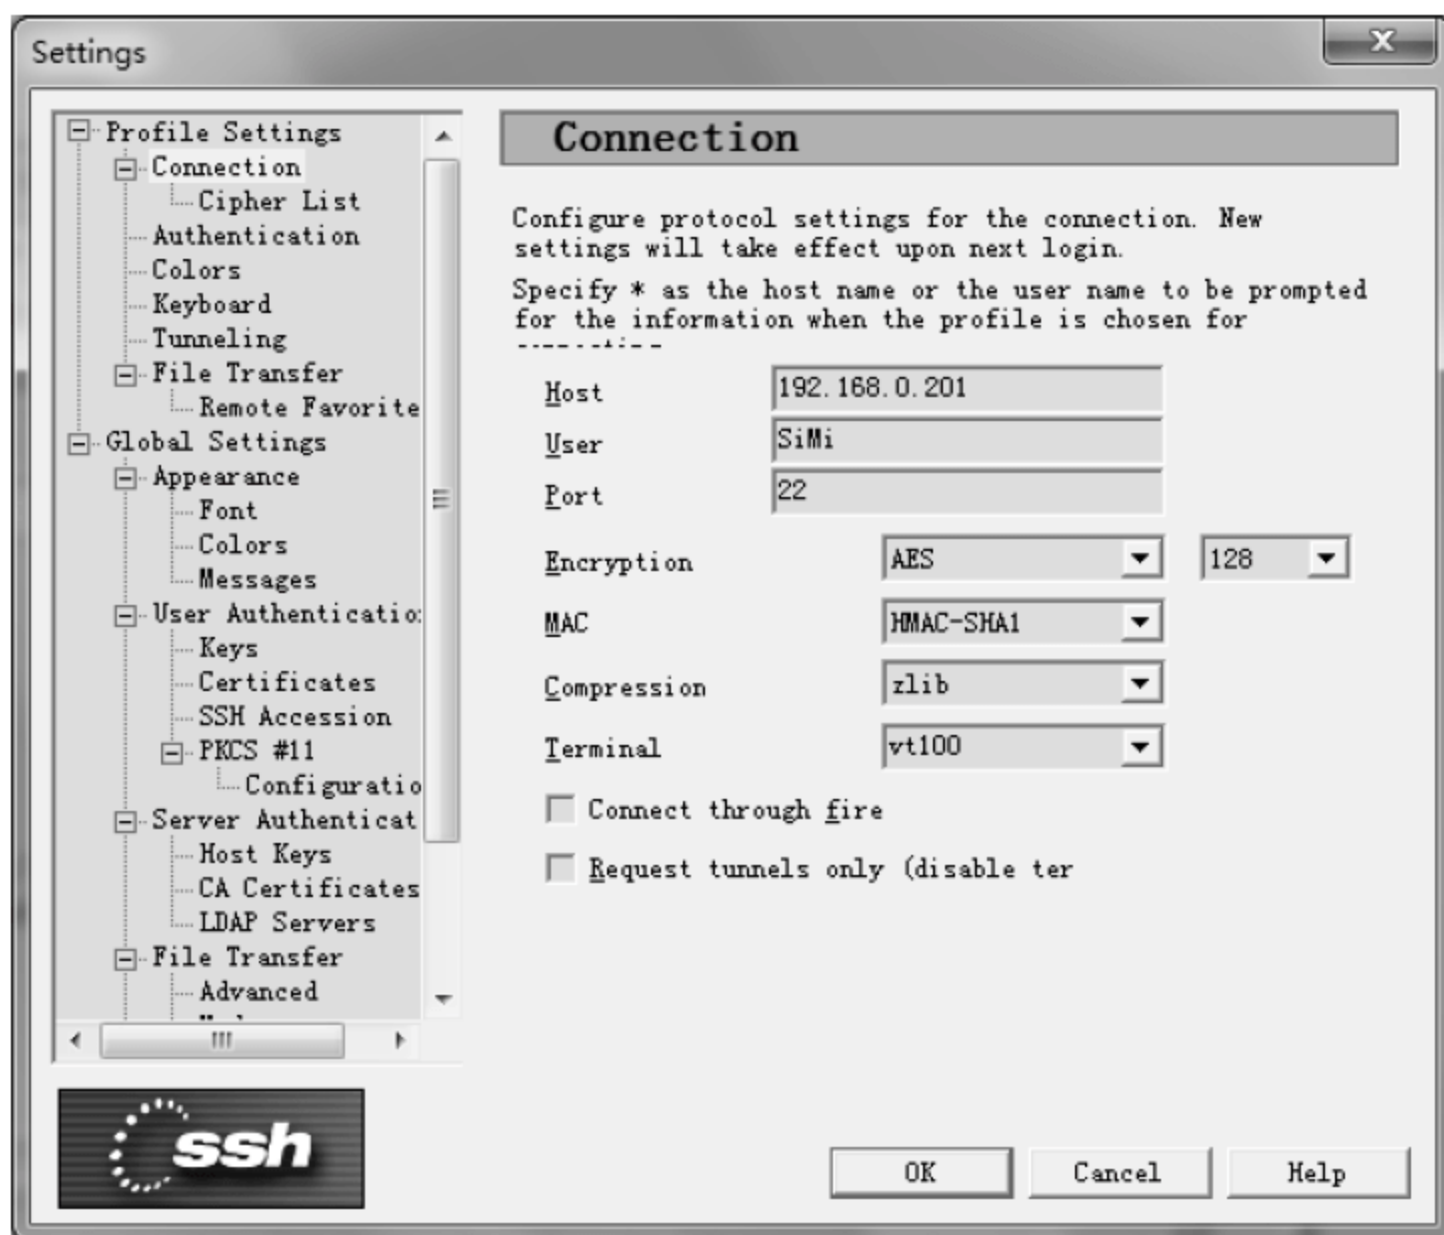 Settings
Profile Settings
Connection
Cipher List
Authentication
Colors
Keyboard
Tunneling
File Transfer
Remote Favorite
Global Settings
Appearance
Font
Colors
Messages
User Authenticatio
Keys
Certificates
SSH Accession
PKCS #11
Configuratio
Server Authenticat
Host Keys
CA Certificates
LDAP Servers
File Transfer
Advanced
ssh
Connection
Configure protocol settings for the connection. New
settings will take effect upon next login.
Specify * as the host name or the user name to be prompted
for the information when the profile is chosen for
Host 192.168.0.201
User SiMi
Port 22
Encryption AES 128
MAC HMAC-SHA1
Compression zlib
Terminal vt100
Connect through fire
Request tunnels only (disable ter
OK Cancel Help